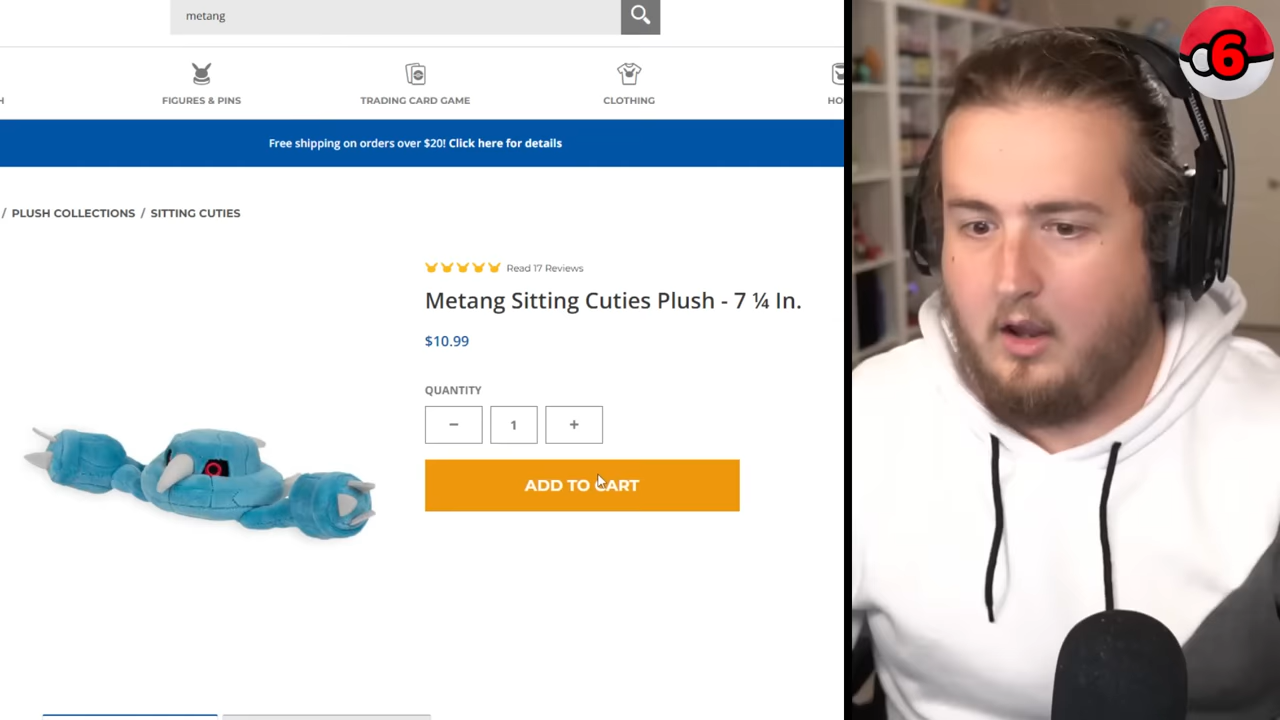 metang
FIGURES & PINS
TRADING CARD GAME
CLOTHING
Free shipping on orders over $20! Click here for details
/ PLUSH COLLECTIONS / SITTING CUTIES
Read 17 Reviews
Metang Sitting Cuties Plush - 7 ¼ In.
$10.99
QUANTITY
− 1 +
ADD TO CART
6